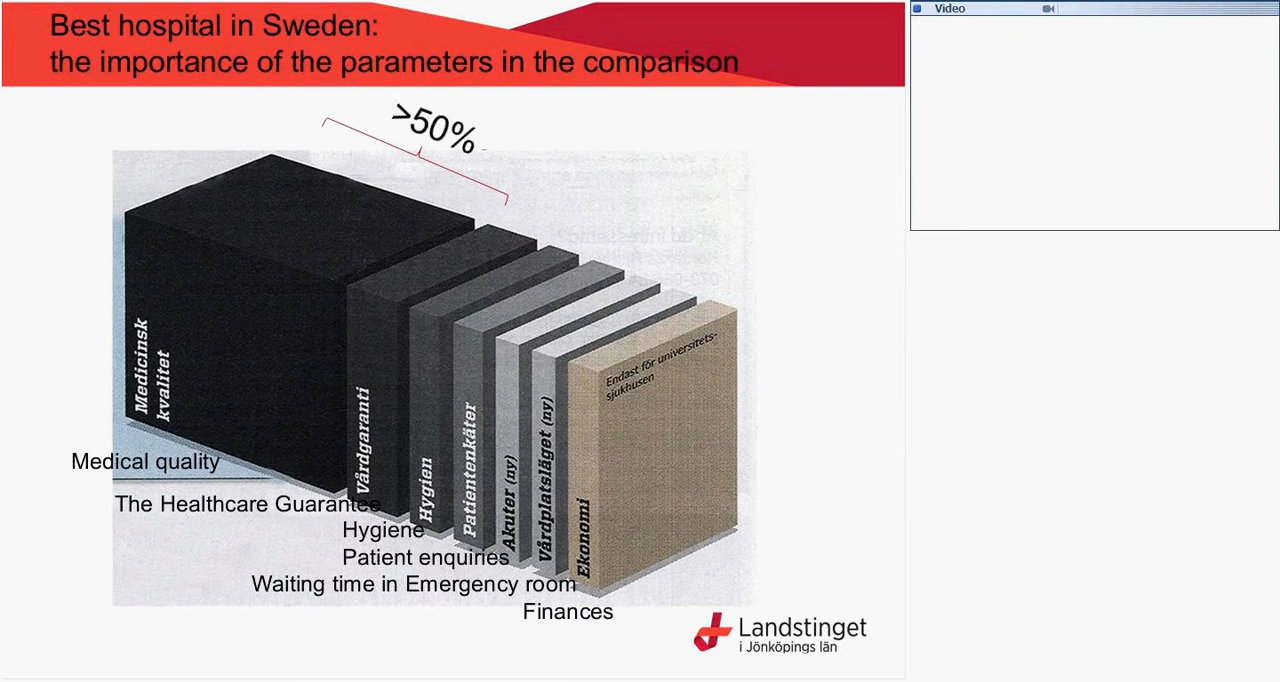 Best hospital in Sweden:
the importance of the parameters in the comparison
Video
>50%
Medicinsk
kvalitet
Vårdgaranti
Hygien
Patientenkäter
Akuter (ny)
Vårdplatsläget (ny)
Ekonomi
Endast för universitets-
sjukhusen
Medical quality
The Healthcare Guarantee
Hygiene
Patient enquiries
Waiting time in Emergency room
Finances
Landstinget
i Jönköpings län